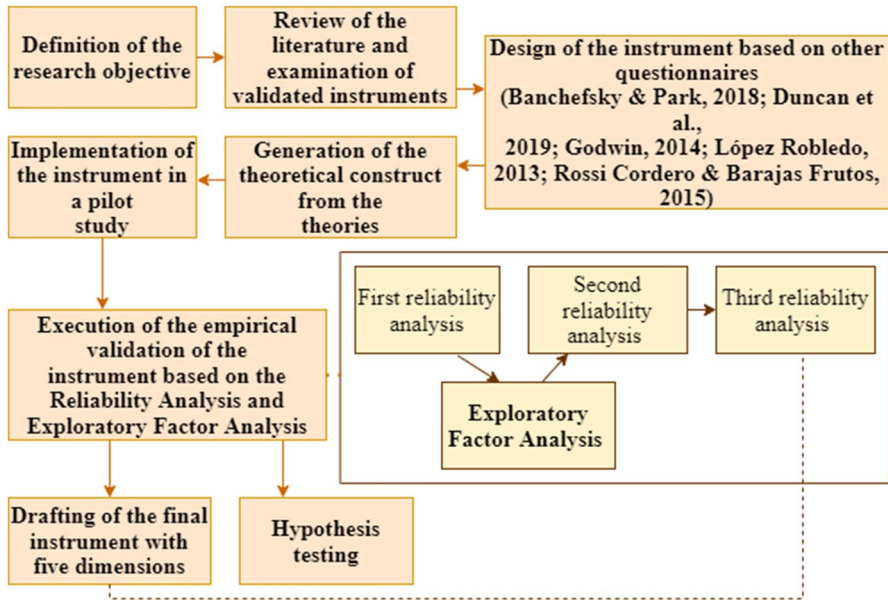 Definition of the
research objective
Review of the
literature and
examination of
validated instruments
Design of the instrument based on other
questionnaires
(Banchefsky & Park, 2018; Duncan et
al.,
2019; Godwin, 2014; López Robledo,
2013; Rossi Cordero & Barajas Frutos,
2015)
Generation of the
theoretical construct
from the
theories
Implementation of
the instrument in
a pilot
study
Execution of the empirical
validation of the
instrument based on the
Reliability Analysis and
Exploratory Factor Analysis
First reliability
analysis
Exploratory
Factor Analysis
Second
reliability
analysis
Third reliability
analysis
Drafting of the final
instrument with
five dimensions
Hypothesis
testing